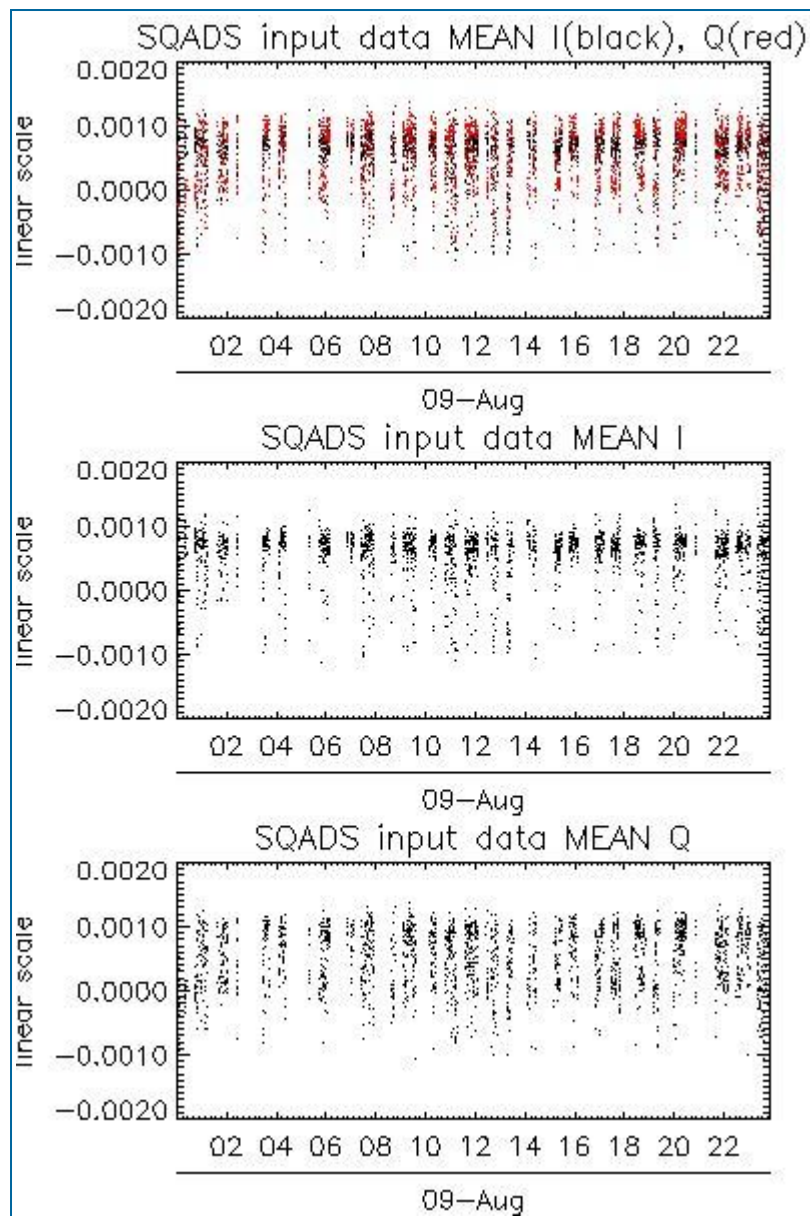 SQADS input data MEAN I(black), Q(red)
linear scale
0.0020
0.0010
0.0000
−0.0010
−0.0020
02 04 06 08 10 12 14 16 18 20 22
09−Aug
SQADS input data MEAN I
linear scale
0.0020
0.0010
0.0000
−0.0010
−0.0020
02 04 06 08 10 12 14 16 18 20 22
09−Aug
SQADS input data MEAN Q
linear scale
0.0020
0.0010
0.0000
−0.0010
−0.0020
02 04 06 08 10 12 14 16 18 20 22
09−Aug